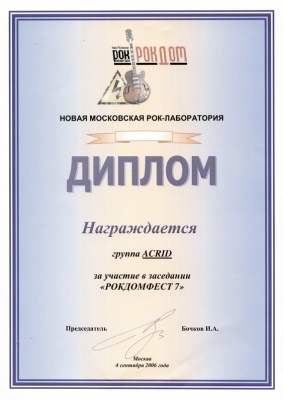 РОК
РОКДОМ
НОВАЯ МОСКОВСКАЯ РОК-ЛАБОРАТОРИЯ
ДИПЛОМ
Награждается
группа ACRID
за участие в заседании
«РОКДОМФЕСТ 7»
Председатель Бочков И.А.
Москва
4 сентября 2006 года